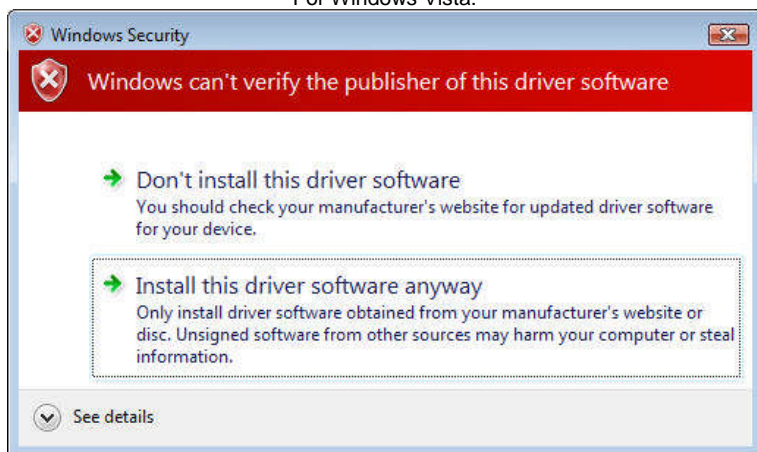 For Windows Vista:
Windows Security
Windows can't verify the publisher of this driver software
Don't install this driver software
You should check your manufacturer's website for updated driver software
for your device.
Install this driver software anyway
Only install driver software obtained from your manufacturer's website or
disc. Unsigned software from other sources may harm your computer or steal
information.
See details